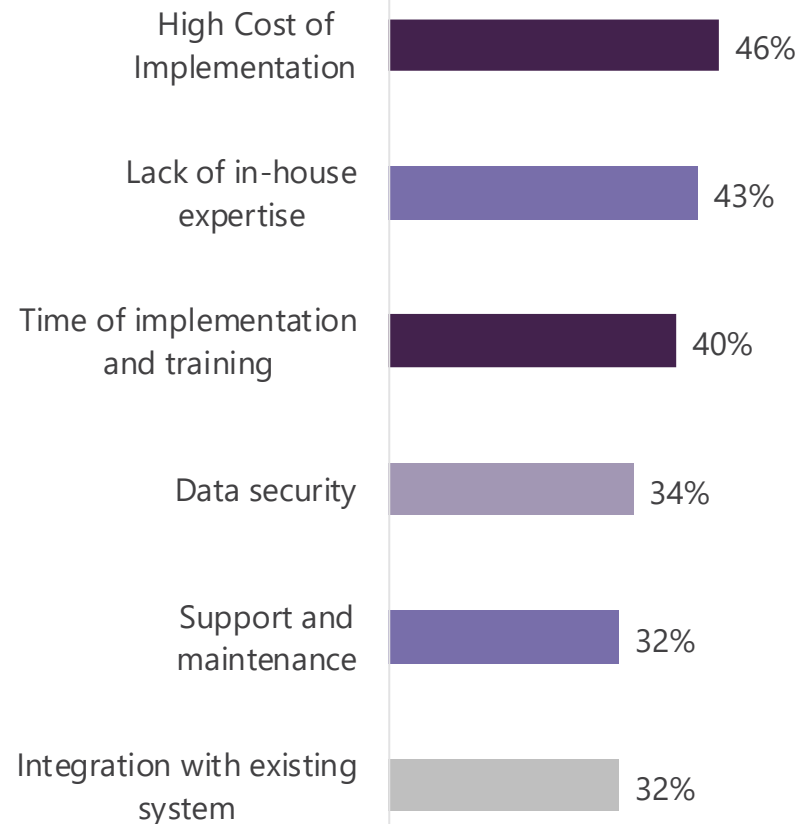 High Cost of
Implementation
46%
Lack of in-house
expertise
43%
Time of implementation
and training
40%
Data security
34%
Support and
maintenance
32%
Integration with existing
system
32%